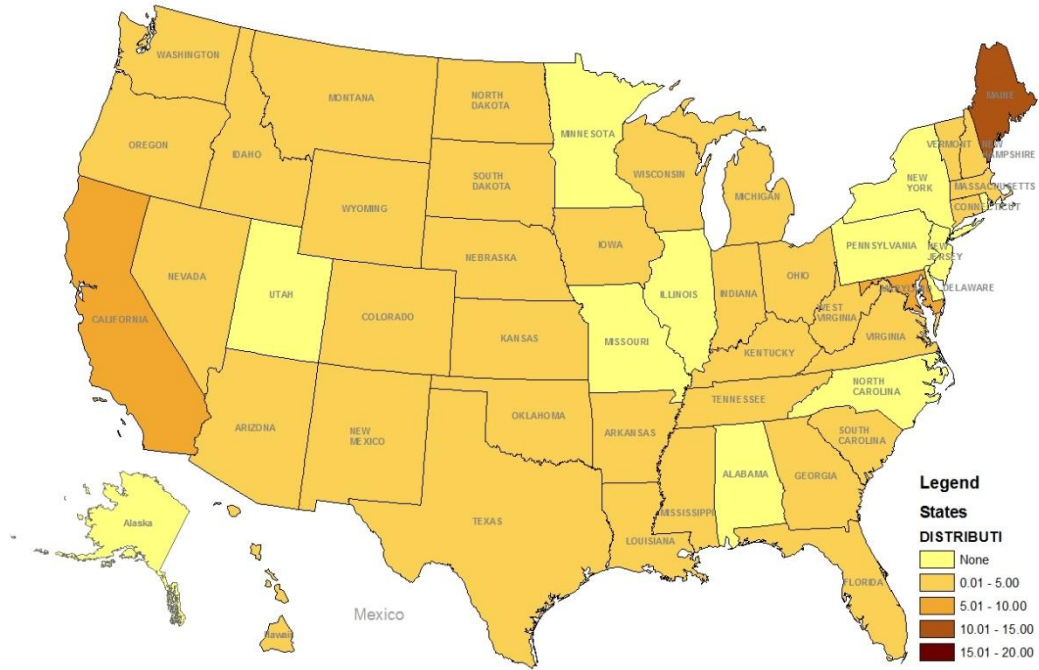 WASHINGTON
MONTANA
NORTH
DAKOTA
MINNESOTA
MAINE
OREGON
IDAHO
SOUTH
DAKOTA
WISCONSIN
MICHIGAN
VERMONT
NEW
HAMPSHIRE
NEW
YORK
MASSACHUSETTS
CONNECTICUT
WYOMING
IOWA
NEBRASKA
PENNSYLVANIA
NEW
JERSEY
NEVADA
UTAH
COLORADO
ILLINOIS
INDIANA
OHIO
MARYLAND
DELAWARE
WEST
VIRGINIA
VIRGINIA
CALIFORNIA
KANSAS
MISSOURI
KENTUCKY
NORTH
CAROLINA
TENNESSEE
OKLAHOMA
ARKANSAS
ARIZONA
NEW
MEXICO
SOUTH
CAROLINA
ALABAMA
GEORGIA
MISSISSIPPI
TEXAS
LOUISIANA
FLORIDA
Alaska
Hawaii
Mexico
Legend
States
DISTRIBUTI
None
0.01 - 5.00
5.01 - 10.00
10.01 - 15.00
15.01 - 20.00